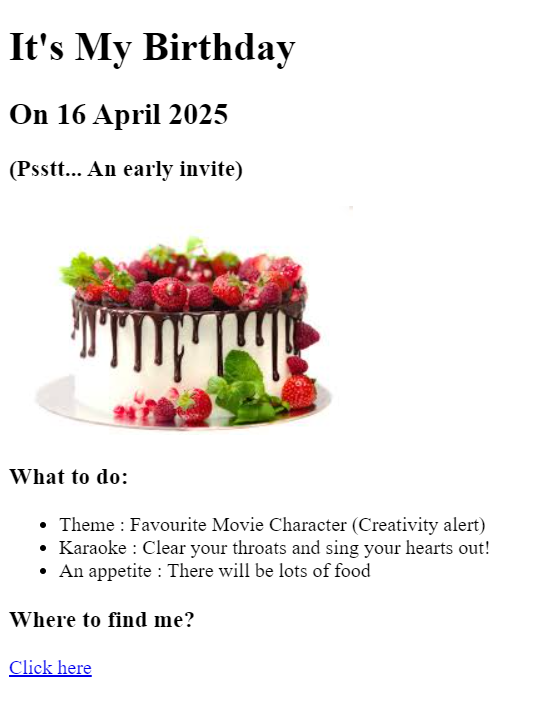 It's My Birthday
On 16 April 2025
(Psstt... An early invite)
What to do:
• Theme : Favourite Movie Character (Creativity alert)
• Karaoke : Clear your throats and sing your hearts out!
• An appetite : There will be lots of food
Where to find me?
Click here